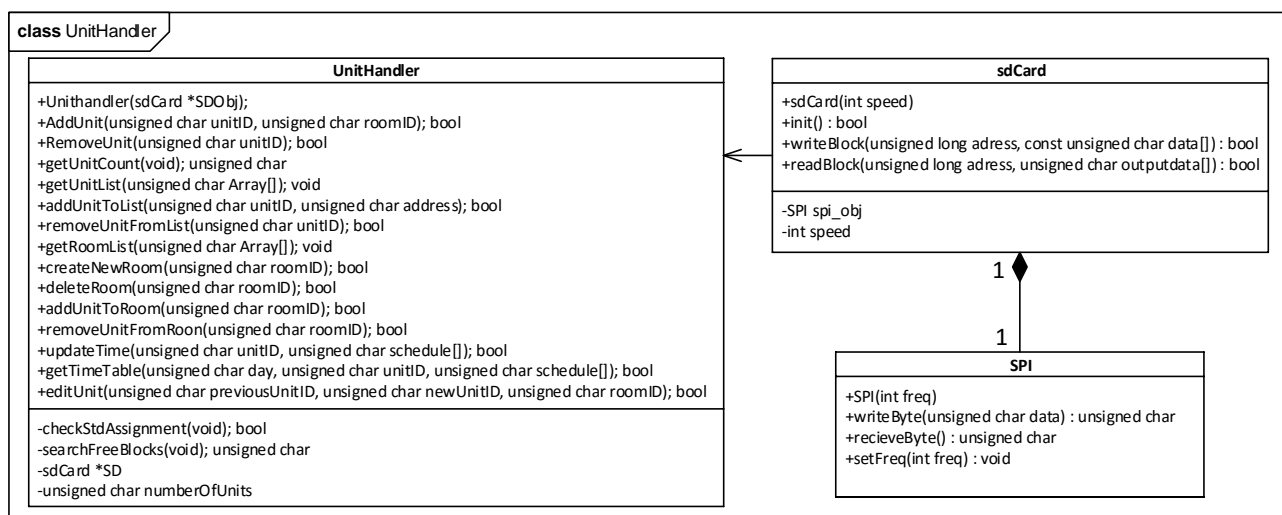 class UnitHandler
UnitHandler
+Unithandler(sdCard *SDObj);
+AddUnit(unsigned char unitID, unsigned char roomID); bool
+RemoveUnit(unsigned char unitID); bool
+getUnitCount(void); unsigned char
+getUnitList(unsigned char Array[]); void
+addUnitToList(unsigned char unitID, unsigned char address); bool
+removeUnitFromList(unsigned char unitID); bool
+getRoomList(unsigned char Array[]); void
+createNewRoom(unsigned char roomID); bool
+deleteRoom(unsigned char roomID); bool
+addUnitToRoom(unsigned char roomID); bool
+removeUnitFromRoon(unsigned char roomID); bool
+updateTime(unsigned char unitID, unsigned char schedule[]); bool
+getTimeTable(unsigned char day, unsigned char unitID, unsigned char schedule[]); bool
+editUnit(unsigned char previousUnitID, unsigned char newUnitID, unsigned char roomID); bool
-checkStdAssignment(void); bool
-searchFreeBlocks(void); unsigned char
-sdCard *SD
-unsigned char numberOfUnits
sdCard
+sdCard(int speed)
+init() : bool
+writeBlock(unsigned long adress, const unsigned char data[]) : bool
+readBlock(unsigned long adress, unsigned char outputdata[]) : bool
-SPI spi_obj
-int speed
1
1
SPI
+SPI(int freq)
+writeByte(unsigned char data) : unsigned char
+recieveByte() : unsigned char
+setFreq(int freq) : void